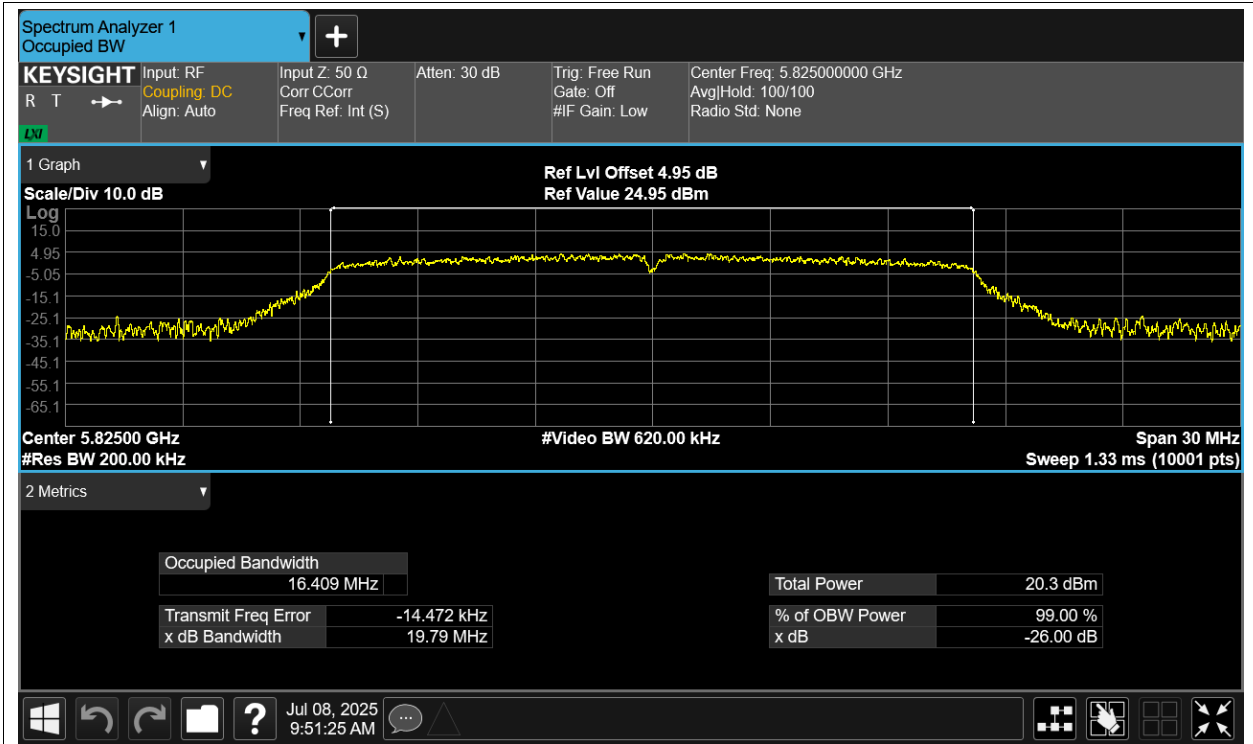 Spectrum Analyzer 1
Occupied BW
+
KEYSIGHT
R T
LXI
Input: RF
Coupling: DC
Align: Auto
Input Z: 50 Ω
Corr CCorr
Freq Ref: Int (S)
Atten: 30 dB
Trig: Free Run
Gate: Off
#IF Gain: Low
Center Freq: 5.825000000 GHz
Avg|Hold: 100/100
Radio Std: None
1 Graph
Scale/Div 10.0 dB
Ref Lvl Offset 4.95 dB
Ref Value 24.95 dBm
Log
15.0
4.95
-5.05
-15.1
-25.1
-35.1
-45.1
-55.1
-65.1
Center 5.82500 GHz
#Res BW 200.00 kHz
#Video BW 620.00 kHz
Span 30 MHz
Sweep 1.33 ms (10001 pts)
2 Metrics
Occupied Bandwidth
16.409 MHz
Transmit Freq Error -14.472 kHz
x dB Bandwidth 19.79 MHz
Total Power 20.3 dBm
% of OBW Power 99.00 %
x dB -26.00 dB
?
Jul 08, 2025
9:51:25 AM